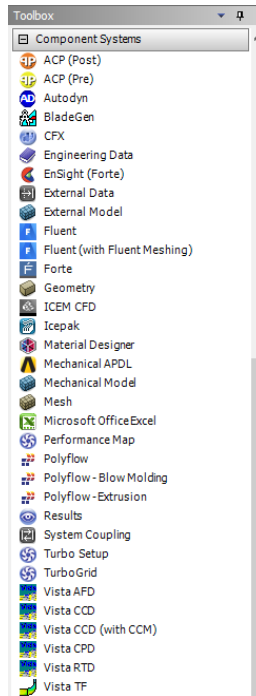 Toolbox
Component Systems
ACP (Post)
ACP (Pre)
Autodyn
BladeGen
CFX
Engineering Data
EnSight (Forte)
External Data
External Model
Fluent
Fluent (with Fluent Meshing)
Forte
Geometry
ICEM CFD
Icepak
Material Designer
Mechanical APDL
Mechanical Model
Mesh
Microsoft Office Excel
Performance Map
Polyflow
Polyflow - Blow Molding
Polyflow - Extrusion
Results
System Coupling
Turbo Setup
TurboGrid
Vista AFD
Vista CCD
Vista CCD (with CCM)
Vista CPD
Vista RTD
Vista TF